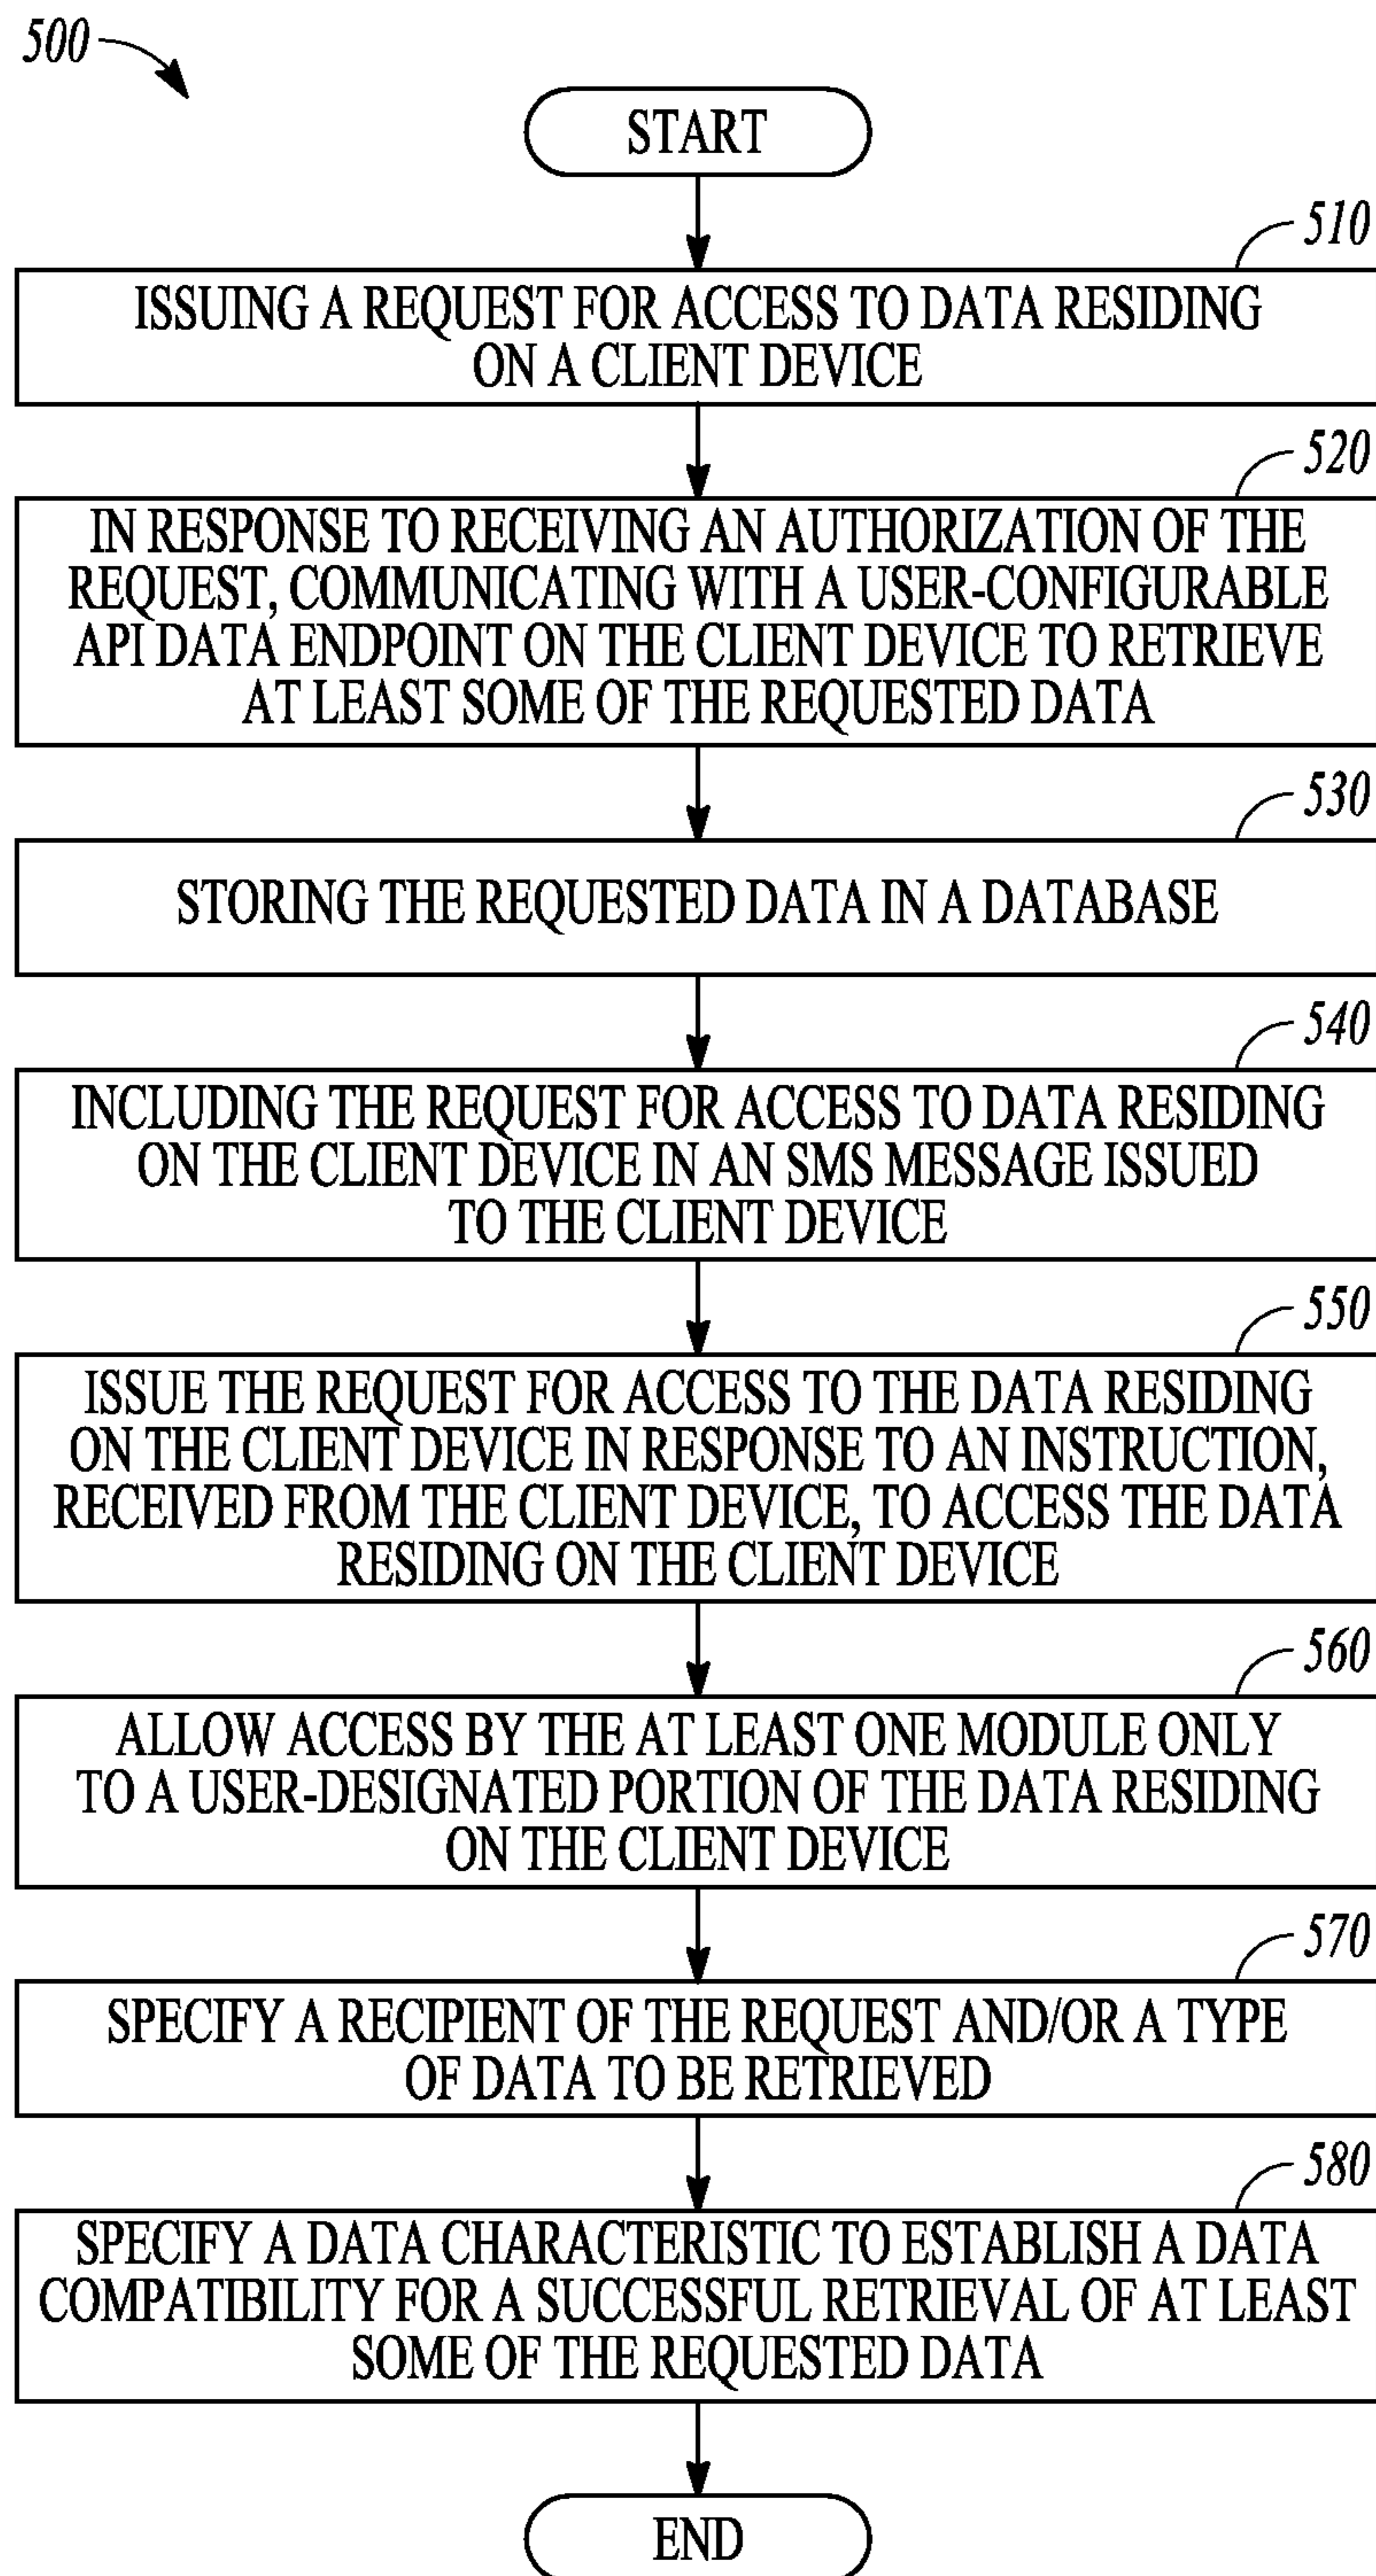 500
START
510
ISSUING A REQUEST FOR ACCESS TO DATA RESIDING
ON A CLIENT DEVICE
520
IN RESPONSE TO RECEIVING AN AUTHORIZATION OF THE
REQUEST, COMMUNICATING WITH A USER-CONFIGURABLE
API DATA ENDPOINT ON THE CLIENT DEVICE TO RETRIEVE
AT LEAST SOME OF THE REQUESTED DATA
530
STORING THE REQUESTED DATA IN A DATABASE
540
INCLUDING THE REQUEST FOR ACCESS TO DATA RESIDING
ON THE CLIENT DEVICE IN AN SMS MESSAGE ISSUED
TO THE CLIENT DEVICE
550
ISSUE THE REQUEST FOR ACCESS TO THE DATA RESIDING
ON THE CLIENT DEVICE IN RESPONSE TO AN INSTRUCTION,
RECEIVED FROM THE CLIENT DEVICE, TO ACCESS THE DATA
RESIDING ON THE CLIENT DEVICE
560
ALLOW ACCESS BY THE AT LEAST ONE MODULE ONLY
TO A USER-DESIGNATED PORTION OF THE DATA RESIDING
ON THE CLIENT DEVICE
570
SPECIFY A RECIPIENT OF THE REQUEST AND/OR A TYPE
OF DATA TO BE RETRIEVED
580
SPECIFY A DATA CHARACTERISTIC TO ESTABLISH A DATA
COMPATIBILITY FOR A SUCCESSFUL RETRIEVAL OF AT LEAST
SOME OF THE REQUESTED DATA
END